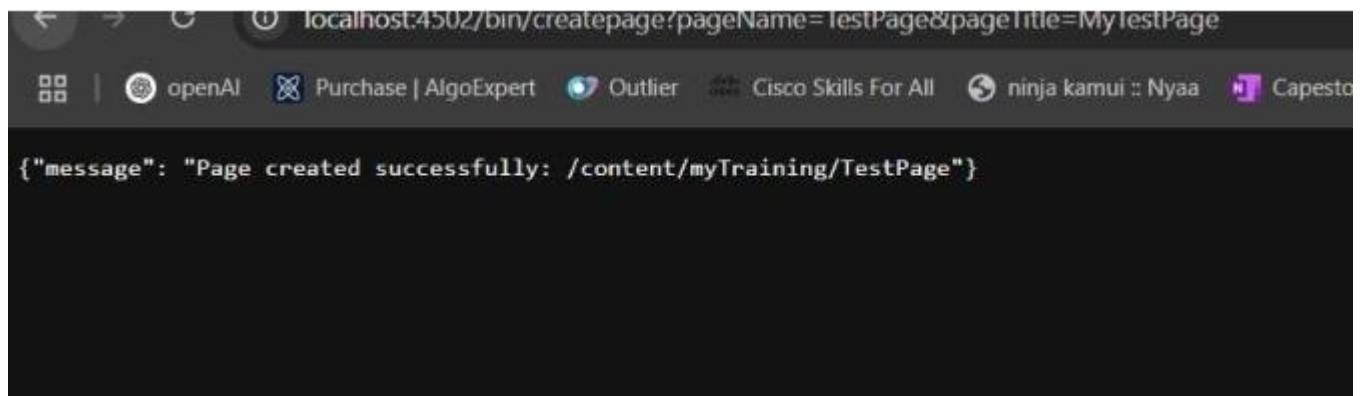 localhost:4502/bin/createpage?pageName=TestPage&pageTitle=MyTestPage
openAI Purchase | AlgoExpert Outlier Cisco Skills For All ninja kamui :: Nyaa N Capesto
{"message": "Page created successfully: /content/myTraining/TestPage"}